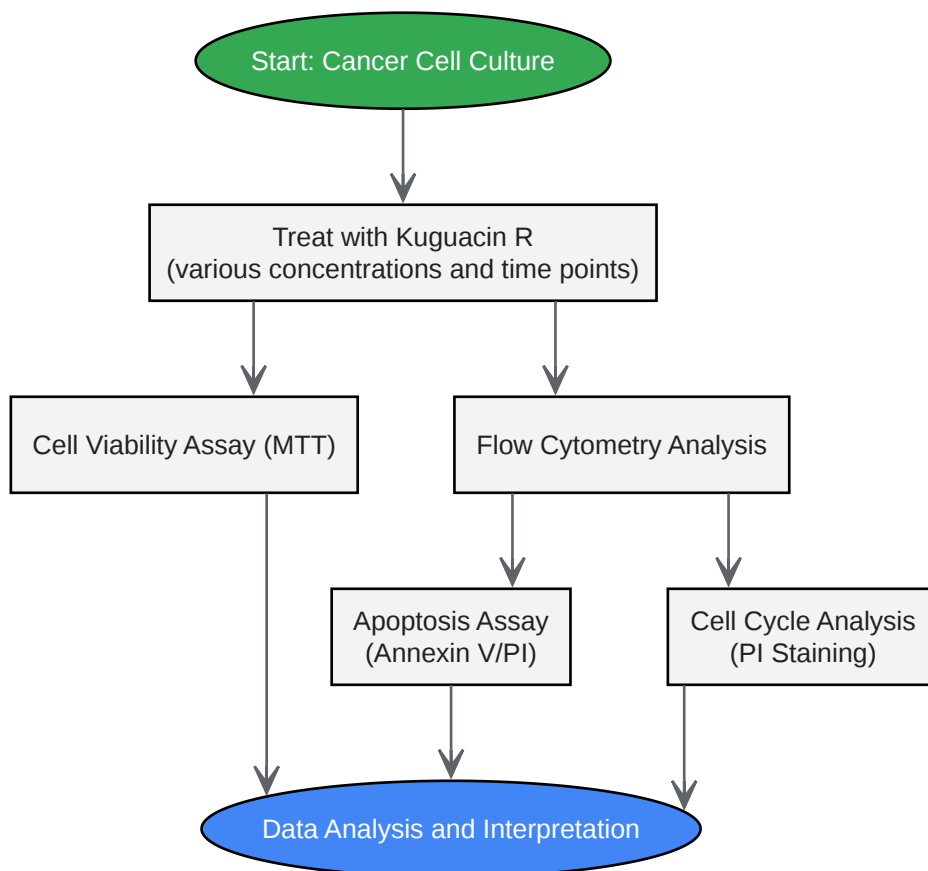 Start: Cancer Cell Culture
Treat with Kuguacin R
(various concentrations and time points)
Cell Viability Assay (MTT)
Flow Cytometry Analysis
Apoptosis Assay
(Annexin V/PI)
Cell Cycle Analysis
(PI Staining)
Data Analysis and Interpretation